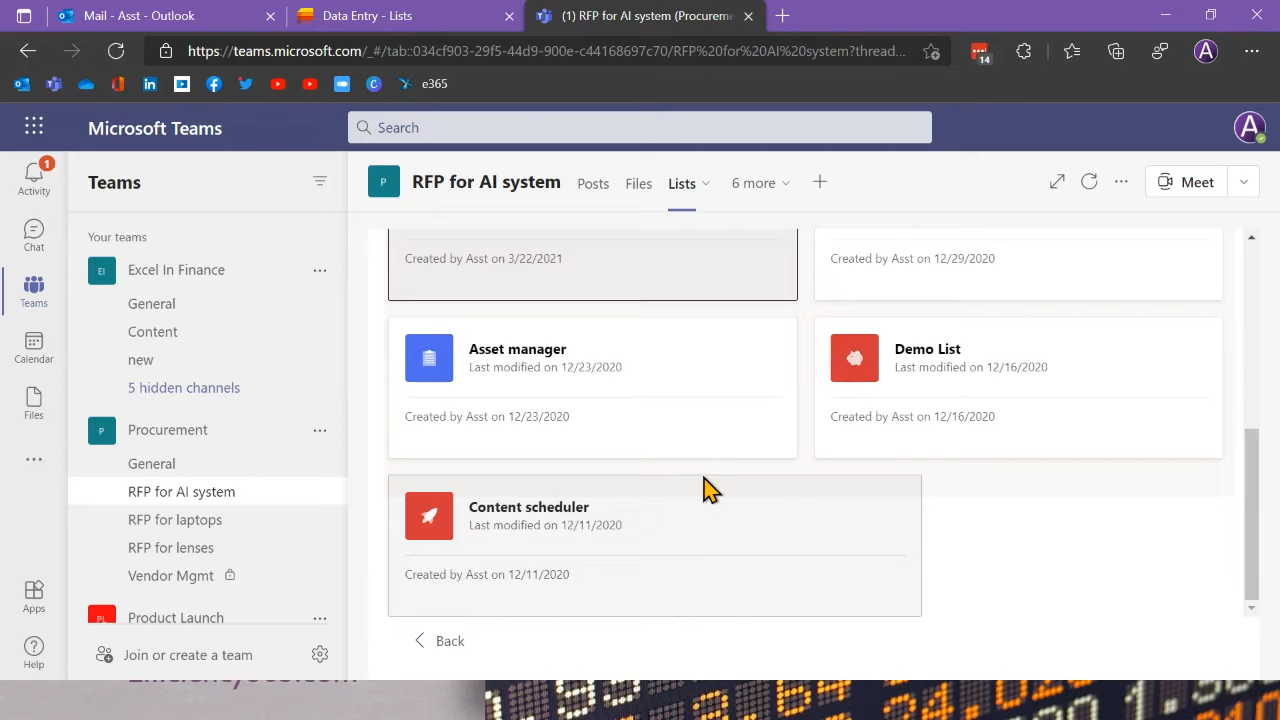 Mail - Asst - Outlook
Data Entry - Lists
(1) RFP for AI system (Procureme
https://teams.microsoft.com/_#/tab::034cf903-29f5-44d9-900e-c44168697c70/RFP%20for%20AI%20system?thread...
14
A
e365
Microsoft Teams
Search
A
Activity
1
Chat
Teams
Calendar
Files
Apps
Help
Teams
Your teams
EI
Excel In Finance
General
Content
new
5 hidden channels
P
Procurement
General
RFP for AI system
RFP for laptops
RFP for lenses
Vendor Mgmt
PL
Product Launch
Join or create a team
P
RFP for AI system
Posts
Files
Lists
6 more
Meet
Created by Asst on 3/22/2021
Created by Asst on 12/29/2020
Asset manager
Last modified on 12/23/2020
Created by Asst on 12/23/2020
Demo List
Last modified on 12/16/2020
Created by Asst on 12/16/2020
Content scheduler
Last modified on 12/11/2020
Created by Asst on 12/11/2020
Back